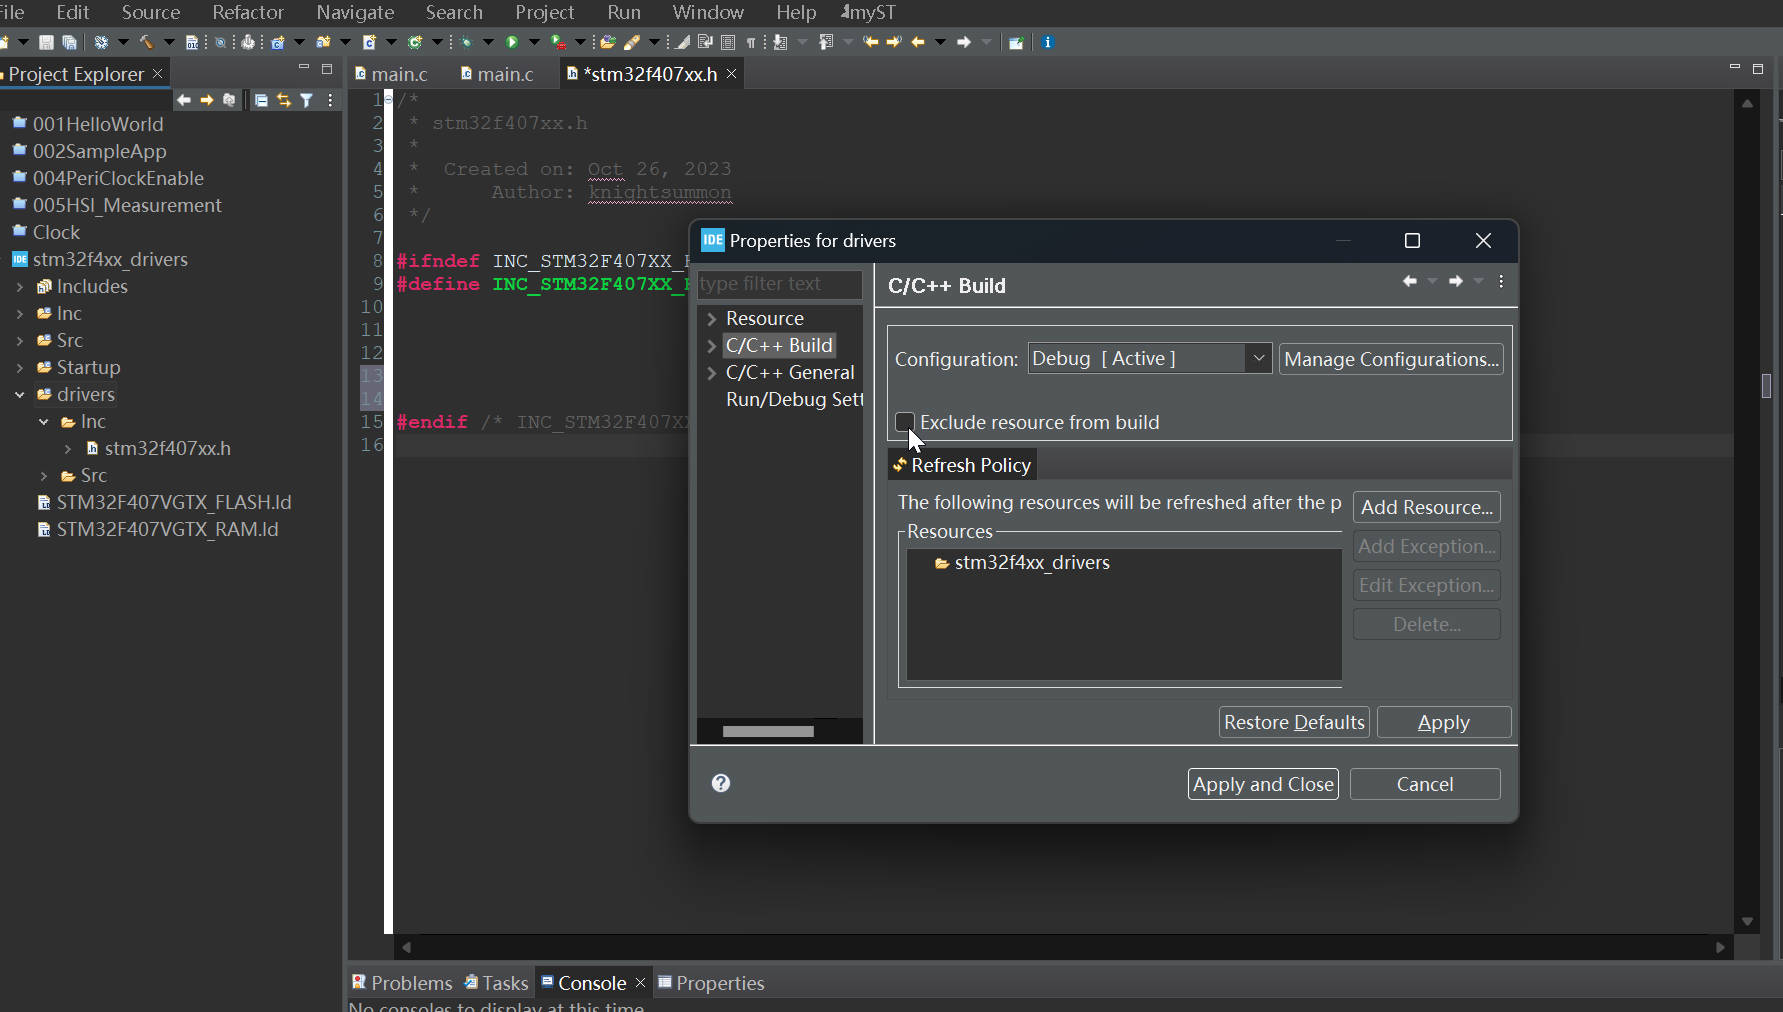 File Edit Source Refactor Navigate Search Project Run Window Help myST
Project Explorer
main.c main.c *stm32f407xx.h
001HelloWorld
002SampleApp
004PeriClockEnable
005HSI_Measurement
Clock
IDE stm32f4xx_drivers
Includes
Inc
Src
Startup
drivers
Inc
stm32f407xx.h
Src
STM32F407VGTX_FLASH.ld
STM32F407VGTX_RAM.ld
1 /*
2 * stm32f407xx.h
3 *
4 * Created on: Oct 26, 2023
5 * Author: knightsummon
6 */
7
8 #ifndef INC_STM32F407XX_
9 #define INC_STM32F407XX_
10
11
12
13
14
15 #endif /* INC_STM32F407X
16
IDE Properties for drivers
type filter text
Resource
C/C++ Build
C/C++ General
Run/Debug Sett
C/C++ Build
Configuration: Debug [ Active ] Manage Configurations...
Exclude resource from build
Refresh Policy
The following resources will be refreshed after the p
Resources
stm32f4xx_drivers
Add Resource...
Add Exception...
Edit Exception...
Delete...
Restore Defaults Apply
Apply and Close Cancel
Problems Tasks Console Properties
No consoles to display at this time.